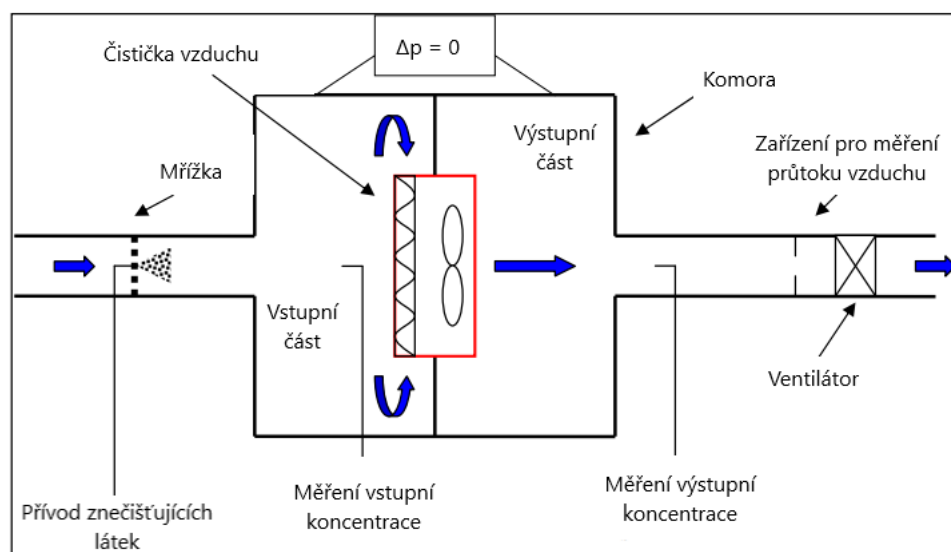 Δp = 0
Čistička vzduchu
Komora
Výstupní
část
Zařízení pro měření
průtoku vzduchu
Mřížka
Vstupní
část
Ventilátor
Přívod znečišťujících
látek
Měření vstupní
koncentrace
Měření výstupní
koncentrace